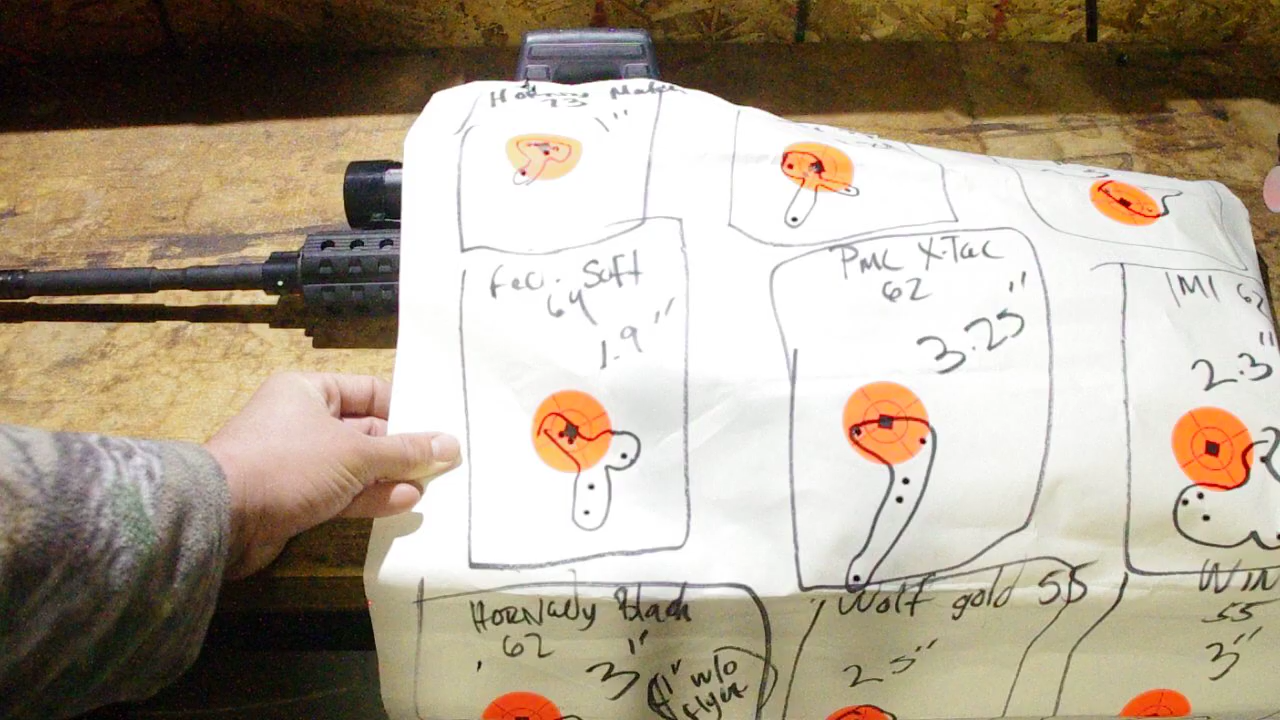 73
1"
Fed. Soft
64
1.9"
PMC X-Tac
62
3.25"
IMI 62
2.3"
HORNADY Black
62
3"
1" w/o
flyer
Wolf gold 55
2.5"
WIN
55
3"